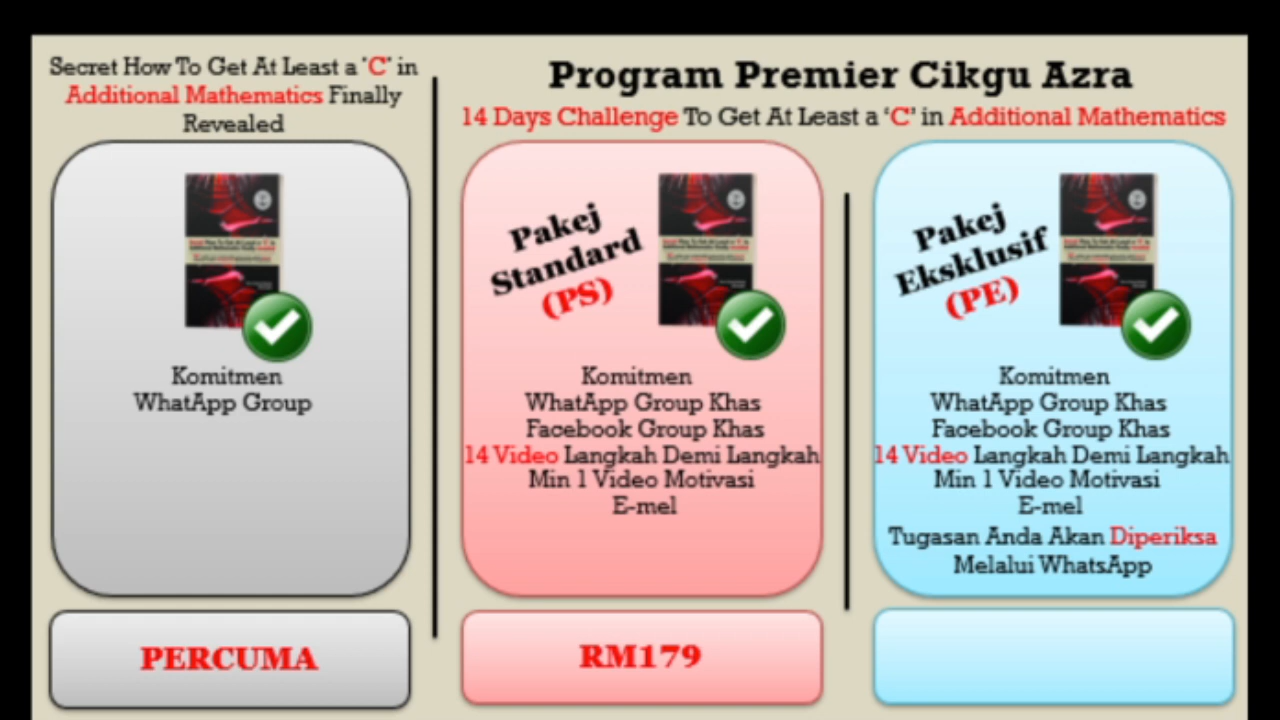 Secret How To Get At Least a 'C' in
Additional Mathematics Finally
Revealed
Komitmen
WhatApp Group
PERCUMA
Program Premier Cikgu Azra
14 Days Challenge To Get At Least a 'C' in Additional Mathematics
Pakej
Standard
(PS)
Komitmen
WhatApp Group Khas
Facebook Group Khas
14 Video Langkah Demi Langkah
Min 1 Video Motivasi
E-mel
RM179
Pakej
Eksklusif
(PE)
Komitmen
WhatApp Group Khas
Facebook Group Khas
14 Video Langkah Demi Langkah
Min 1 Video Motivasi
E-mel
Tugasan Anda Akan Diperiksa
Melalui WhatsApp